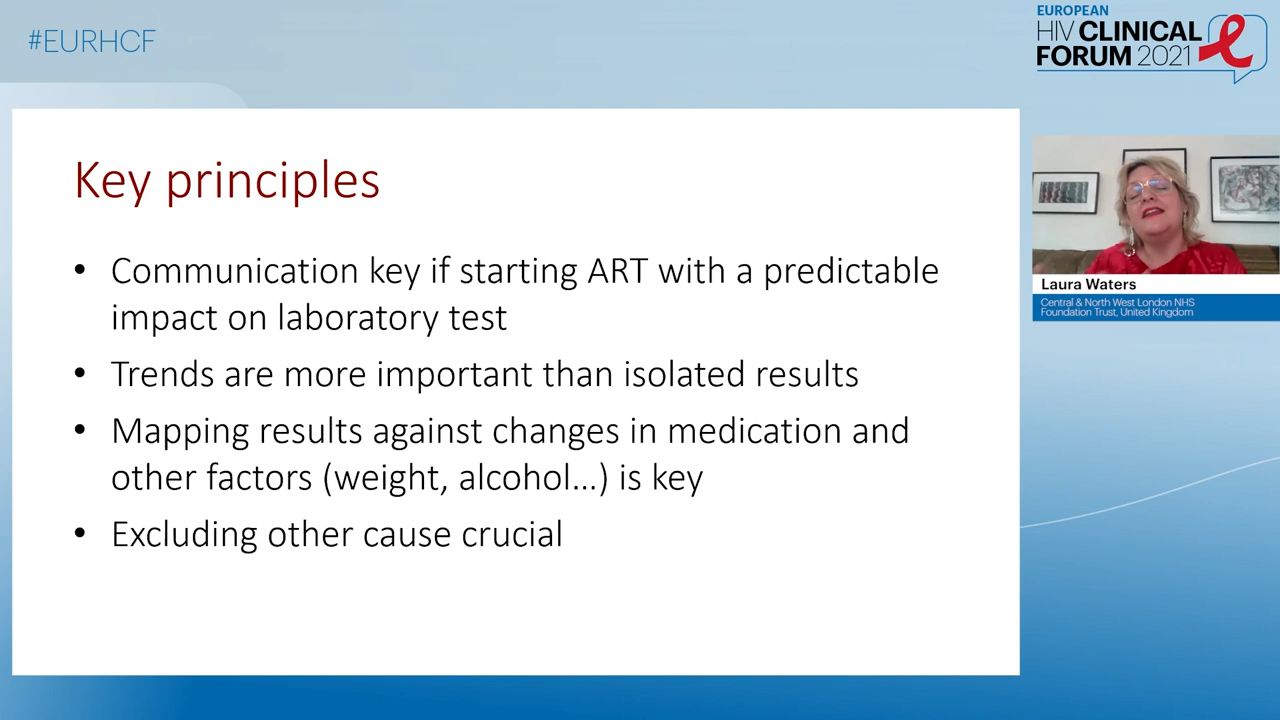 #EURHCF
EUROPEAN
HIV CLINICAL
FORUM 2021
Key principles
• Communication key if starting ART with a predictable
impact on laboratory test
• Trends are more important than isolated results
• Mapping results against changes in medication and
other factors (weight, alcohol...) is key
• Excluding other cause crucial
Laura Waters
Central & North West London NHS
Foundation Trust, United Kingdom